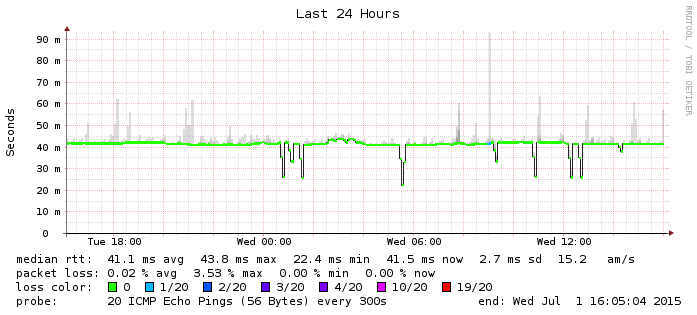 Last 24 Hours
RRDTOOL / TOBI OETIKER
Seconds
90 m
80 m
70 m
60 m
50 m
40 m
30 m
20 m
10 m
0
Tue 18:00 Wed 00:00 Wed 06:00 Wed 12:00
median rtt: 41.1 ms avg 43.8 ms max 22.4 ms min 41.5 ms now 2.7 ms sd 15.2 am/s
packet loss: 0.02 % avg 3.53 % max 0.00 % min 0.00 % now
loss color: 0 1/20 2/20 3/20 4/20 10/20 19/20
probe: 20 ICMP Echo Pings (56 Bytes) every 300s end: Wed Jul 1 16:05:04 2015